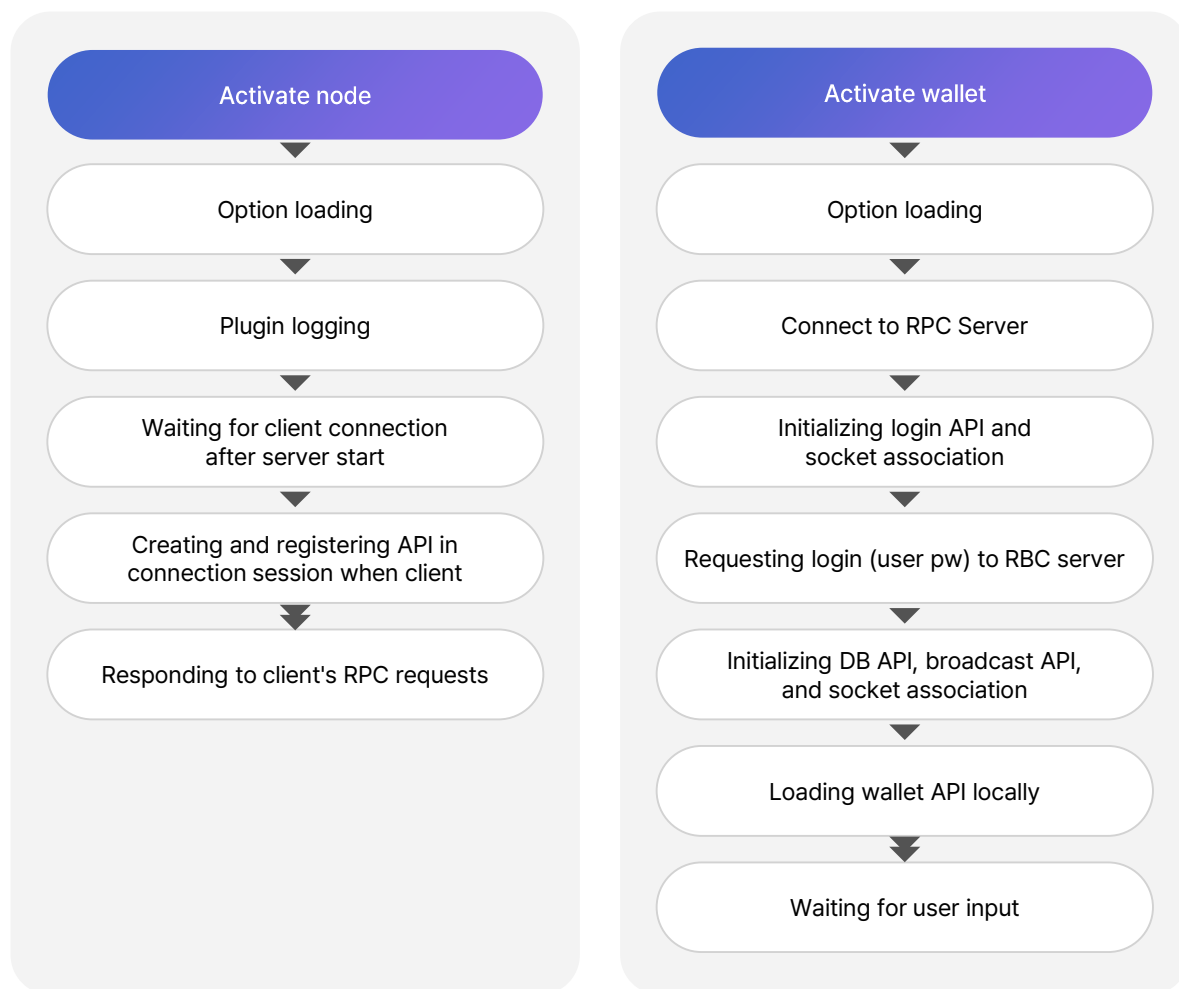 Activate node
Option loading
Plugin logging
Waiting for client connection
after server start
Creating and registering API in
connection session when client
Responding to client's RPC requests
Activate wallet
Option loading
Connect to RPC Server
Initializing login API and
socket association
Requesting login (user pw) to RBC server
Initializing DB API, broadcast API,
and socket association
Loading wallet API locally
Waiting for user input